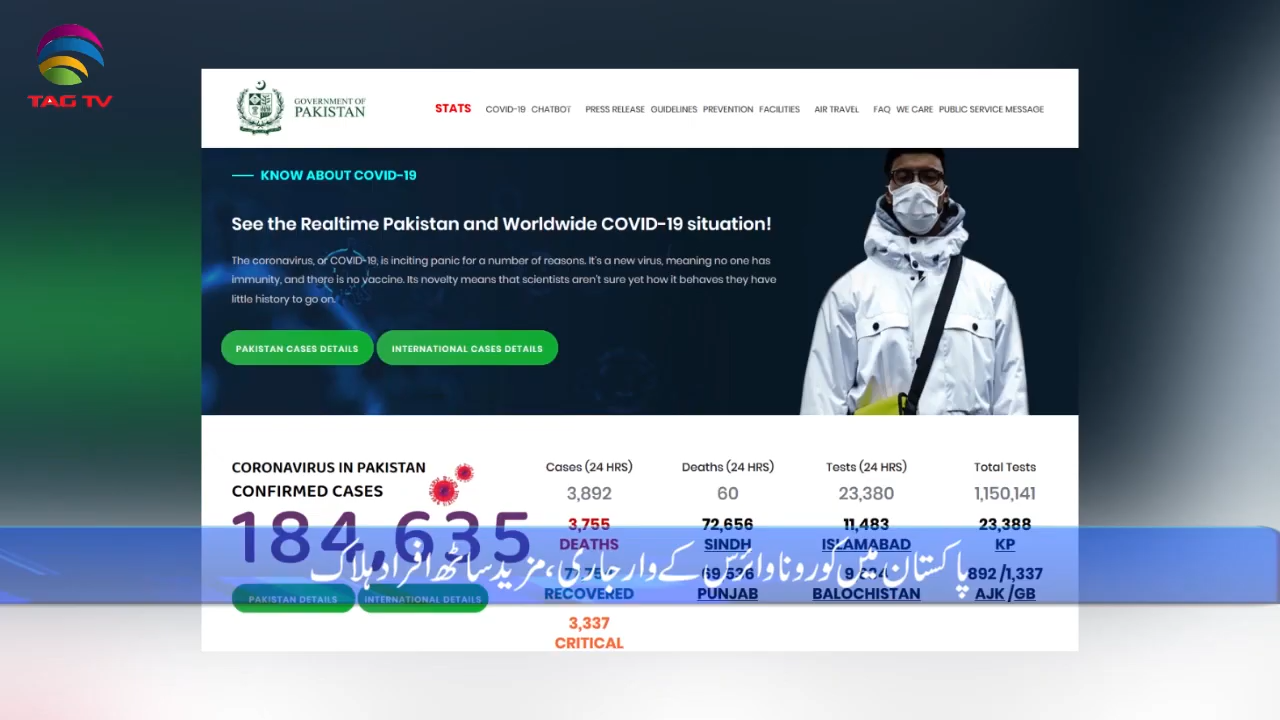 TAG TV
GOVERNMENT OF
PAKISTAN
STATS COVID-19 CHATBOT PRESS RELEASE GUIDELINES PREVENTION FACILITIES AIR TRAVEL FAQ WE CARE PUBLIC SERVICE MESSAGE
KNOW ABOUT COVID-19
See the Realtime Pakistan and Worldwide COVID-19 situation!
The coronavirus, or COVID-19, is inciting panic for a number of reasons. It's a new virus, meaning no one has
immunity, and there is no vaccine. Its novelty means that scientists aren't sure yet how it behaves they have
little history to go on.
PAKISTAN CASES DETAILS INTERNATIONAL CASES DETAILS
CORONAVIRUS IN PAKISTAN
CONFIRMED CASES
184,635
PAKISTAN DETAILS INTERNATIONAL DETAILS
Cases (24 HRS) Deaths (24 HRS) Tests (24 HRS) Total Tests
3,892 60 23,380 1,150,141
3,755 72,656 11,483 23,388
DEATHS SINDH ISLAMABAD KP
892 /1,337
RECOVERED PUNJAB BALOCHISTAN AJK /GB
3,337
CRITICAL
پاکستان میں کورونا وائرس کے وار جاری، مزید ساٹھ افراد ہلاک